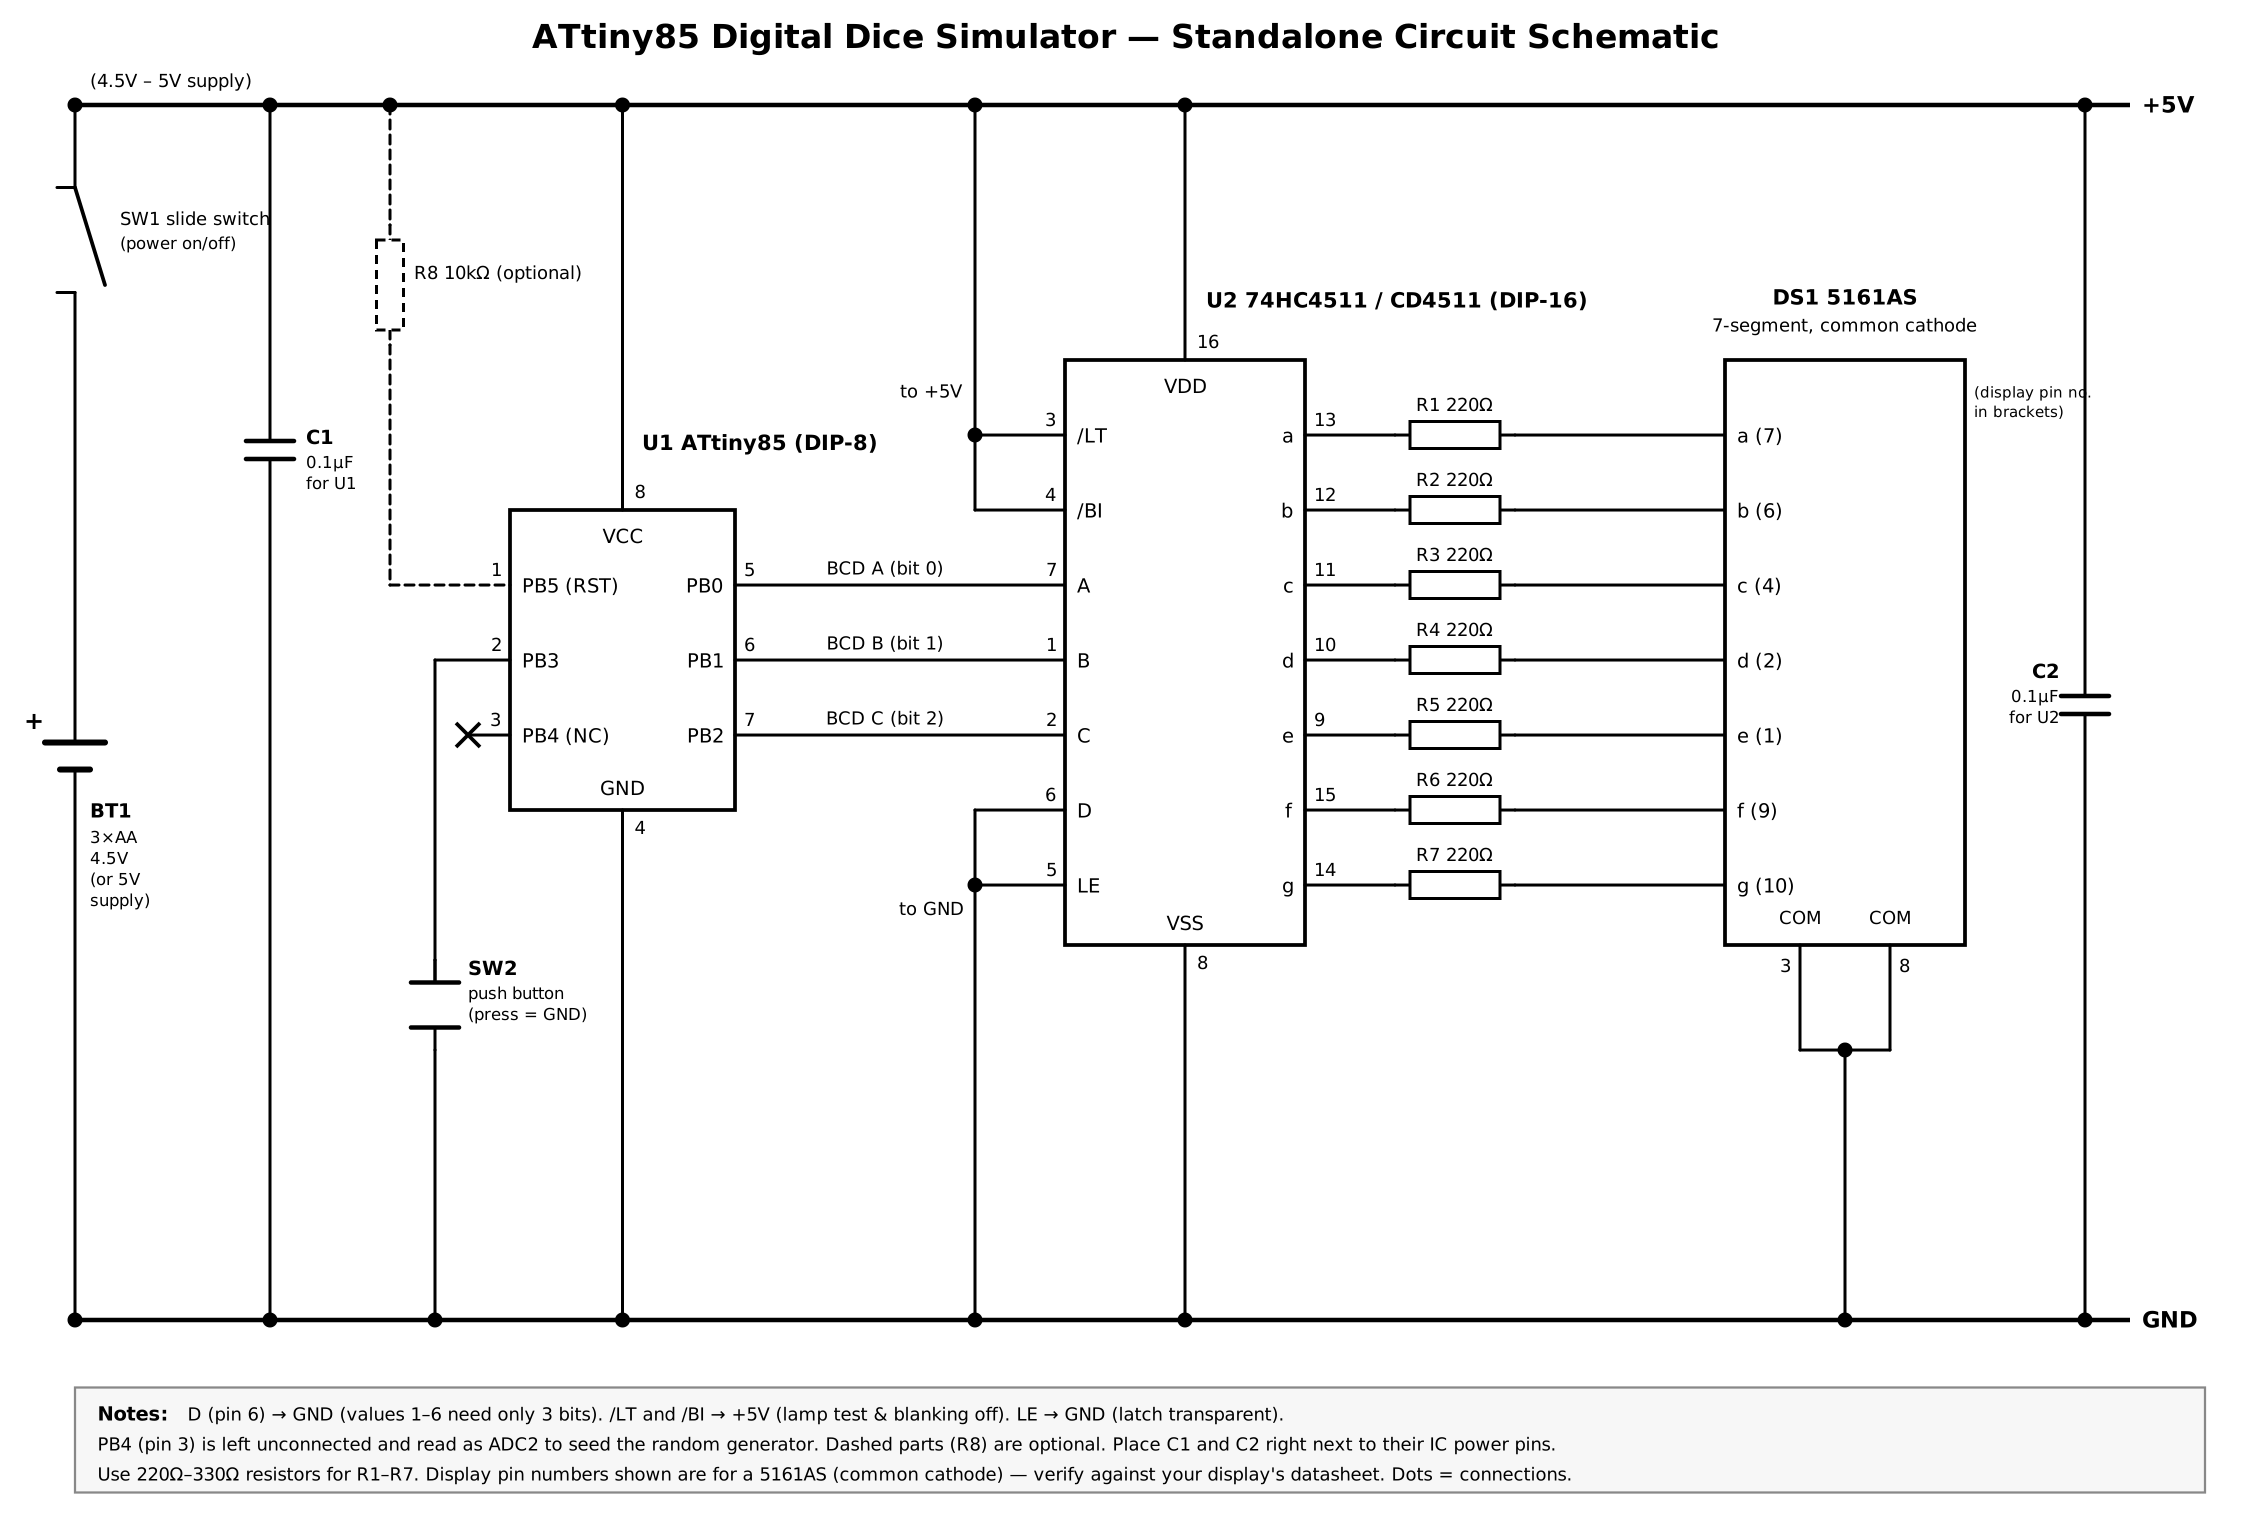 ATtiny85 Digital Dice Simulator — Standalone Circuit Schematic
(4.5V – 5V supply)
+5V
SW1 slide switch
(power on/off)
R8 10kΩ (optional)
C1
0.1µF
for U1
U1 ATtiny85 (DIP-8)
8
VCC
1
PB5 (RST)
2
PB3
3
PB4 (NC)
GND
4
PB0
5
PB1
6
PB2
7
BCD A (bit 0)
BCD B (bit 1)
BCD C (bit 2)
+
BT1
3×AA
4.5V
(or 5V
supply)
SW2
push button
(press = GND)
to +5V
to GND
U2 74HC4511 / CD4511 (DIP-16)
16
VDD
3
/LT
4
/BI
7
A
1
B
2
C
6
D
5
LE
VSS
8
a
13
b
12
c
11
d
10
e
9
f
15
g
14
R1 220Ω
R2 220Ω
R3 220Ω
R4 220Ω
R5 220Ω
R6 220Ω
R7 220Ω
DS1 5161AS
7-segment, common cathode
(display pin no.
in brackets)
a (7)
b (6)
c (4)
d (2)
e (1)
f (9)
g (10)
COM COM
3 8
C2
0.1µF
for U2
GND
Notes: D (pin 6) → GND (values 1–6 need only 3 bits). /LT and /BI → +5V (lamp test & blanking off). LE → GND (latch transparent).
PB4 (pin 3) is left unconnected and read as ADC2 to seed the random generator. Dashed parts (R8) are optional. Place C1 and C2 right next to their IC power pins.
Use 220Ω–330Ω resistors for R1–R7. Display pin numbers shown are for a 5161AS (common cathode) — verify against your display's datasheet. Dots = connections.